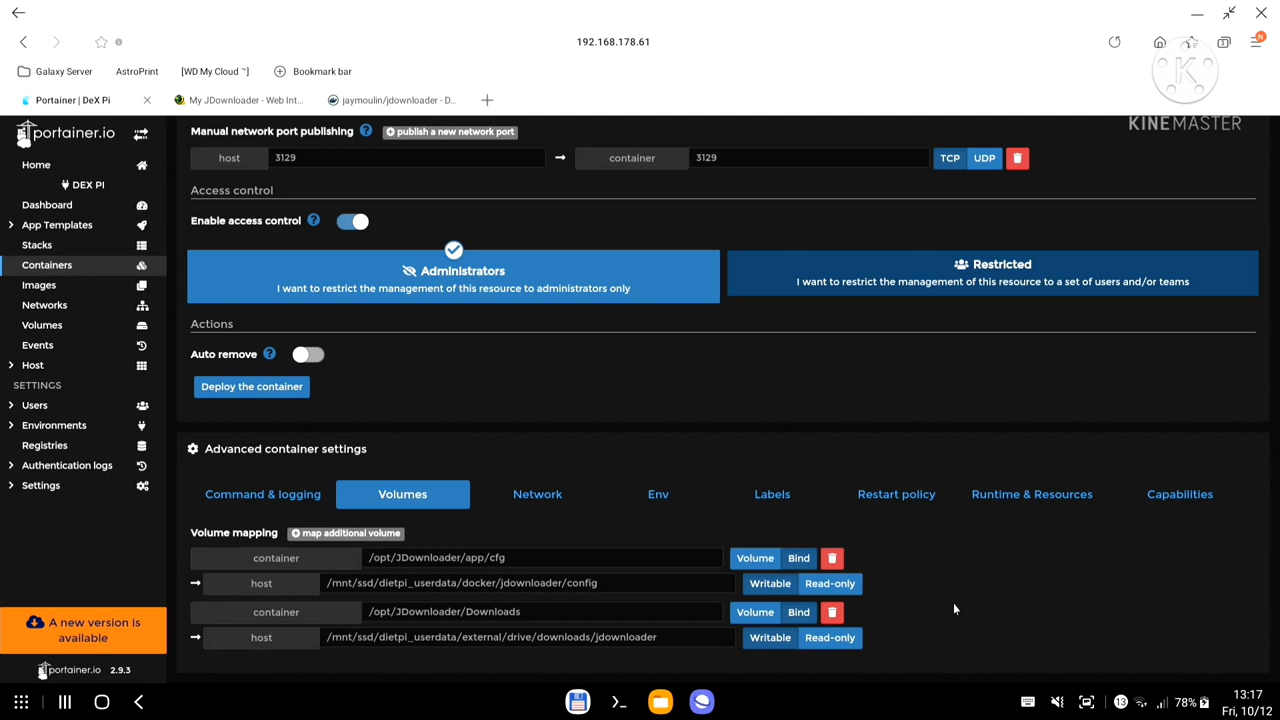 192.168.178.61
N
Galaxy Server
AstroPrint
[WD My Cloud ™]
Bookmark bar
Portainer | DeX Pi
My JDownloader - Web Int...
jaymoulin/jdownloader - D...
K
KINEMASTER
portainer.io
Home
DEX PI
Dashboard
App Templates
Stacks
Containers
Images
Networks
Volumes
Events
Host
SETTINGS
Users
Environments
Registries
Authentication logs
Settings
A new version is
available
portainer.io 2.9.3
Manual network port publishing publish a new network port
host 3129 container 3129 TCP UDP
Access control
Enable access control
Administrators
I want to restrict the management of this resource to administrators only
Restricted
I want to restrict the management of this resource to a set of users and/or teams
Actions
Auto remove
Deploy the container
Advanced container settings
Command & logging Volumes Network Env Labels Restart policy Runtime & Resources Capabilities
Volume mapping map additional volume
container /opt/JDownloader/app/cfg Volume Bind
host /mnt/ssd/dietpi_userdata/docker/jdownloader/config Writable Read-only
container /opt/JDownloader/Downloads Volume Bind
host /mnt/ssd/dietpi_userdata/external/drive/downloads/jdownloader Writable Read-only
13 78% 13:17
Fri, 10/12